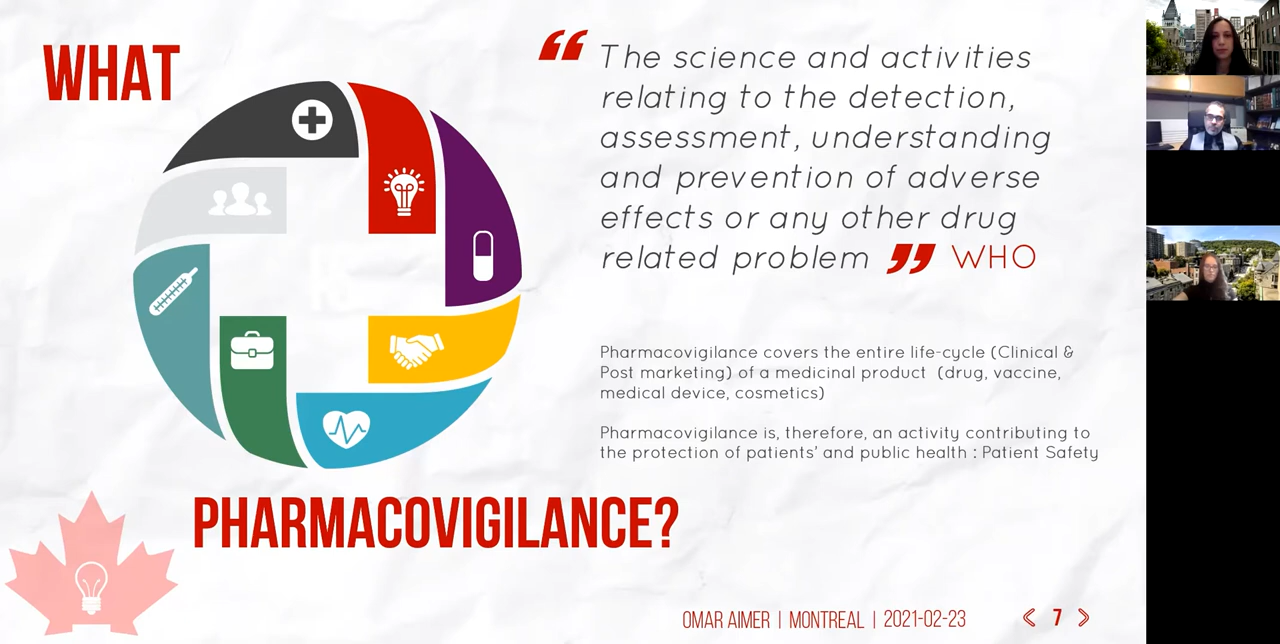 WHAT
PHARMACOVIGILANCE?
“ The science and activities
relating to the detection,
assessment, understanding
and prevention of adverse
effects or any other drug
related problem ” WHO
Pharmacovigilance covers the entire life-cycle (Clinical &
Post marketing) of a medicinal product (drug, vaccine,
medical device, cosmetics)
Pharmacovigilance is, therefore, an activity contributing to
the protection of patients’ and public health : Patient Safety
OMAR AIMER | MONTREAL | 2021-02-23
7